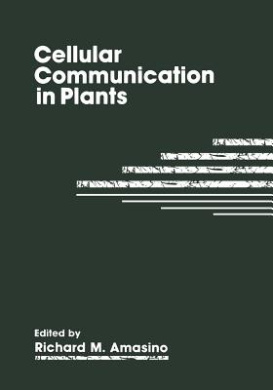 Cellular
Communication
in Plants
Edited by
Richard M. Amasino